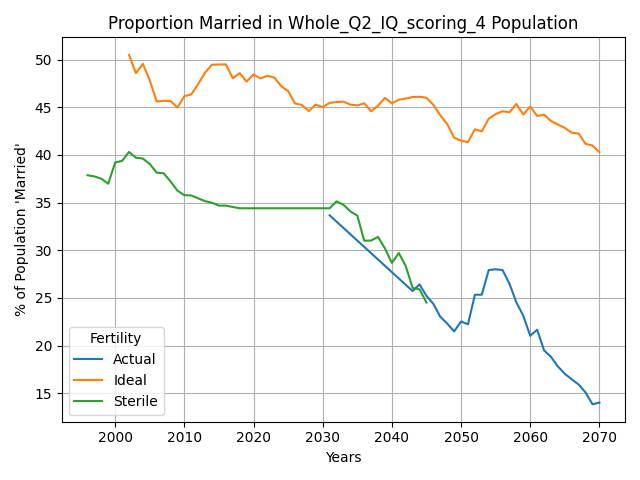 Proportion Married in Whole_Q2_IQ_scoring_4 Population
% of Population 'Married'
50
45
40
35
30
25
20
15
Fertility
Actual
Ideal
Sterile
2000 2010 2020 2030 2040 2050 2060 2070
Years